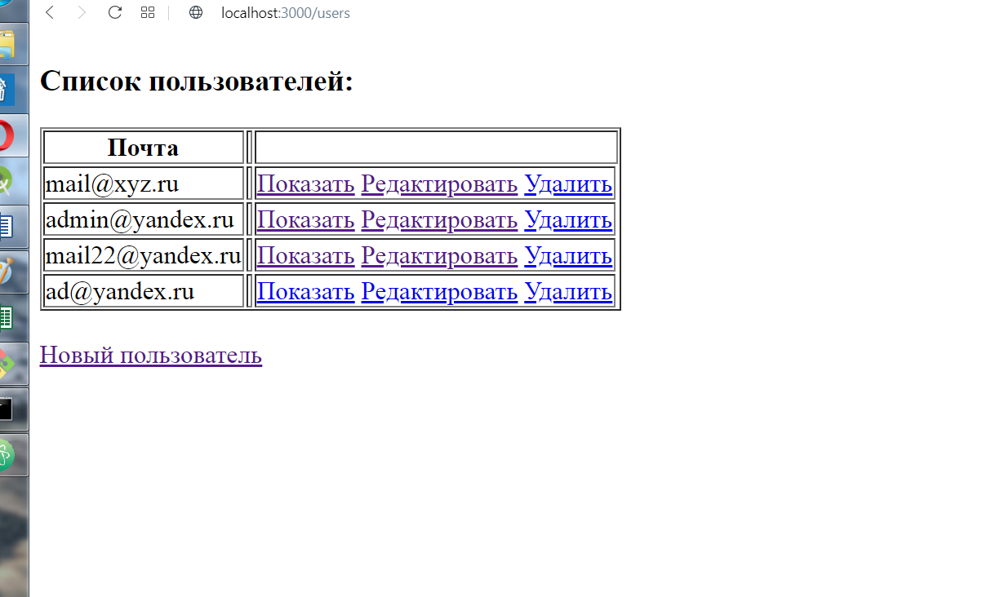 localhost:3000/users
Список пользователей:
Почта
mail@xyz.ru Показать Редактировать Удалить
admin@yandex.ru Показать Редактировать Удалить
mail22@yandex.ru Показать Редактировать Удалить
ad@yandex.ru Показать Редактировать Удалить
Новый пользователь